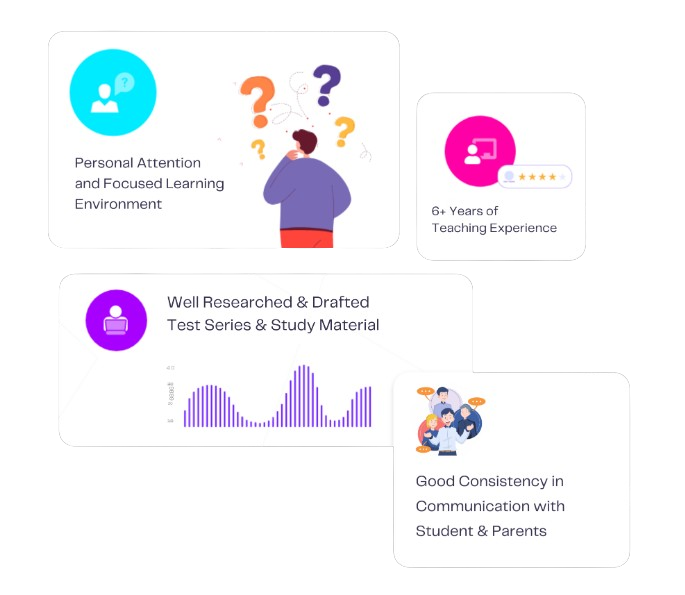 Personal Attention
and Focused Learning
Environment
6+ Years of
Teaching Experience
Well Researched & Drafted
Test Series & Study Material
Good Consistency in
Communication with
Student & Parents